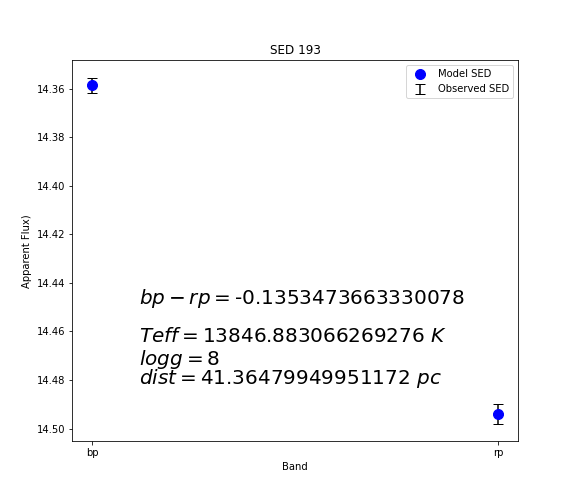 SED 193
Model SED
Observed SED
14.36
14.38
14.40
14.42
14.44
14.46
14.48
14.50
Apparent Flux)
bp − rp = -0.1353473663330078
Teff = 13846.883066269276 K
logg = 8
dist = 41.36479949951172 pc
bp
rp
Band